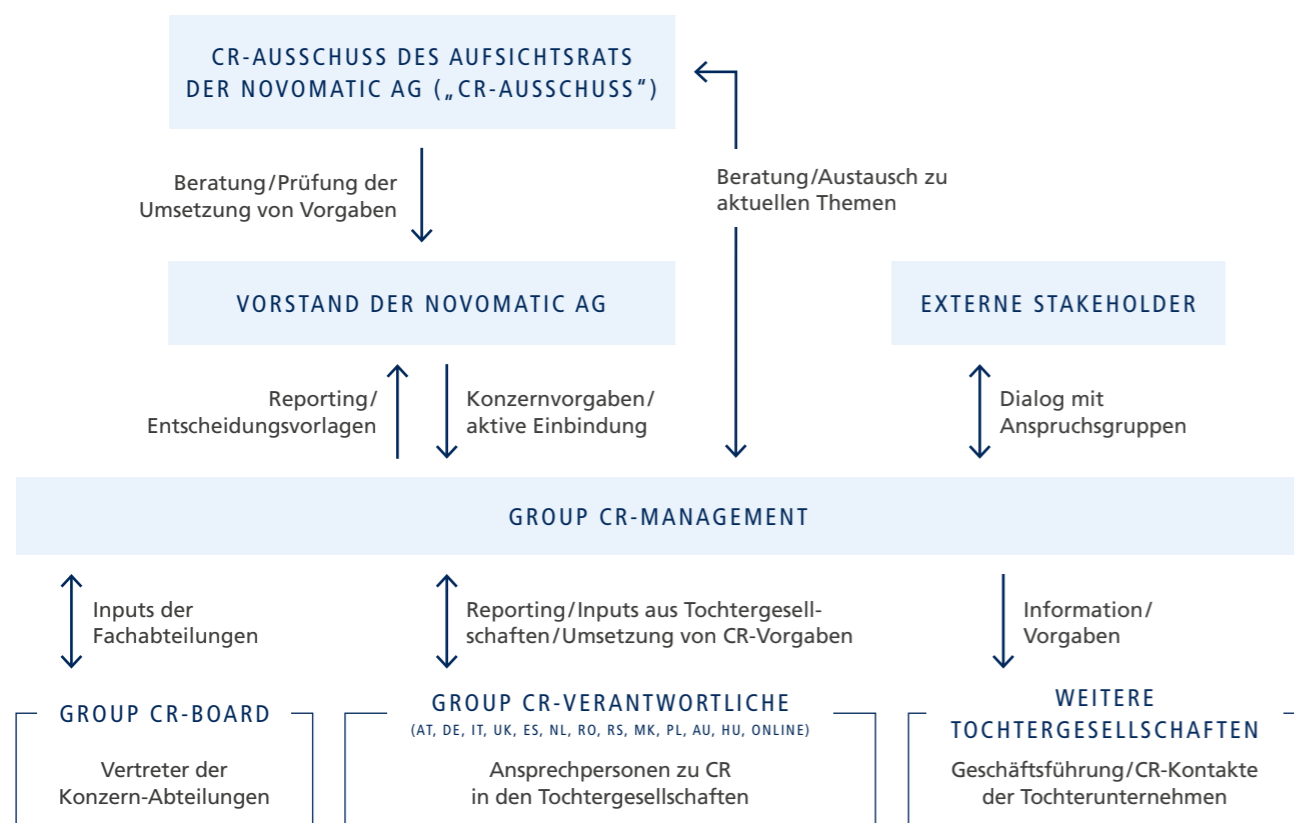 CR-AUSSCHUSS DES AUFSICHTSRATS
DER NOVOMATIC AG („CR-AUSSCHUSS“)
Beratung/Prüfung der
Umsetzung von Vorgaben
Beratung/Austausch zu
aktuellen Themen
VORSTAND DER NOVOMATIC AG
EXTERNE STAKEHOLDER
Reporting/
Entscheidungsvorlagen
Konzernvorgaben/
aktive Einbindung
Dialog mit
Anspruchsgruppen
GROUP CR-MANAGEMENT
Inputs der
Fachabteilungen
Reporting/Inputs aus Tochtergesell-
schaften/Umsetzung von CR-Vorgaben
Information/
Vorgaben
GROUP CR-BOARD
Vertreter der
Konzern-Abteilungen
GROUP CR-VERANTWORTLICHE
(AT, DE, IT, UK, ES, NL, RO, RS, MK, PL, AU, HU, ONLINE)
Ansprechpersonen zu CR
in den Tochtergesellschaften
WEITERE
TOCHTERGESELLSCHAFTEN
Geschäftsführung/CR-Kontakte
der Tochterunternehmen